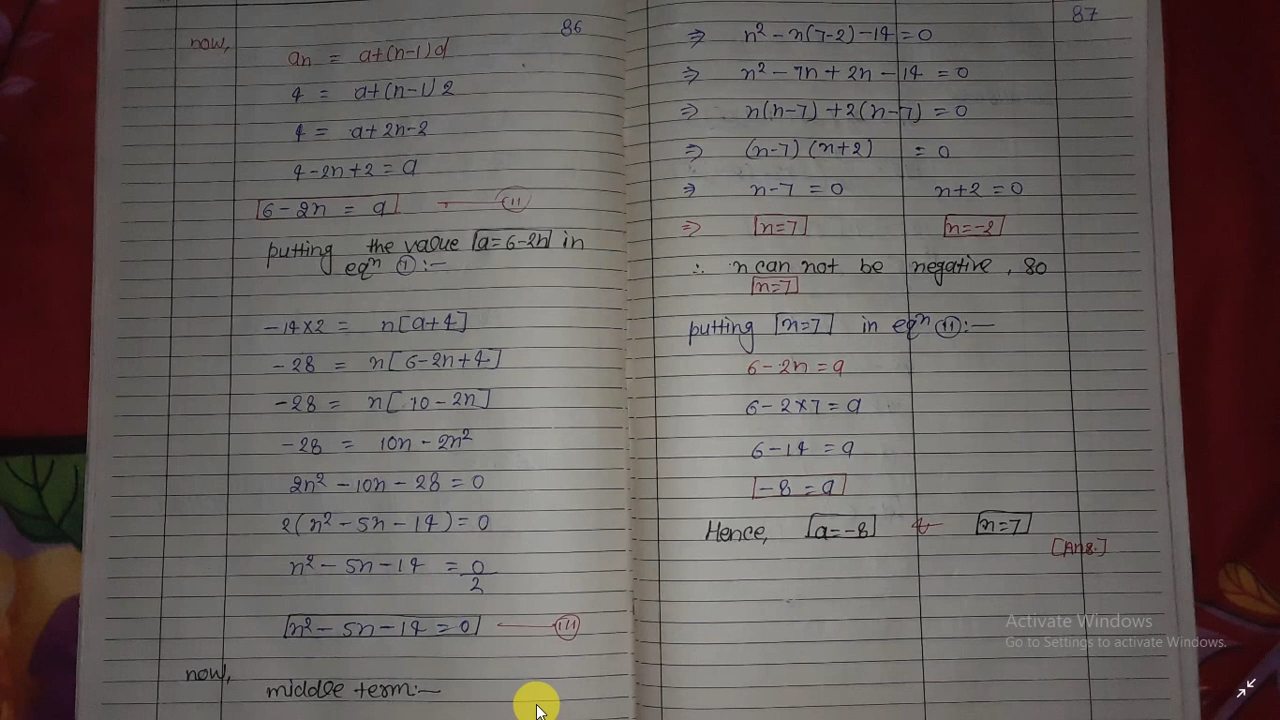 86
now,
an = a+(n-1)d
4 = a+(n-1)2
4 = a+2n-2
4-2n+2 = a
6-2n = a — (11)
putting the value a=6-2n in
eqⁿ (1):-
-14×2 = n[a+4]
-28 = n[6-2n+4]
-28 = n[10-2n]
-28 = 10n-2n²
2n²-10n-28=0
2(n²-5n-14)=0
n²-5n-14 = 0/2
n²-5n-14=0 — (111)
now,
middle term:-
87
⇒ n²-n(7-2)-14=0
⇒ n²-7n+2n-14=0
⇒ n(n-7)+2(n-7)=0
⇒ (n-7)(n+2) = 0
⇒ n-7=0 n+2=0
⇒ n=7 n=-2
∴ n can not be negative, so
n=7
putting n=7 in eqⁿ (11):-
6-2n=a
6-2×7=a
6-14=a
-8=a
Hence, a=-8 & n=7
[Ans.]
Activate Windows
Go to Settings to activate Windows.